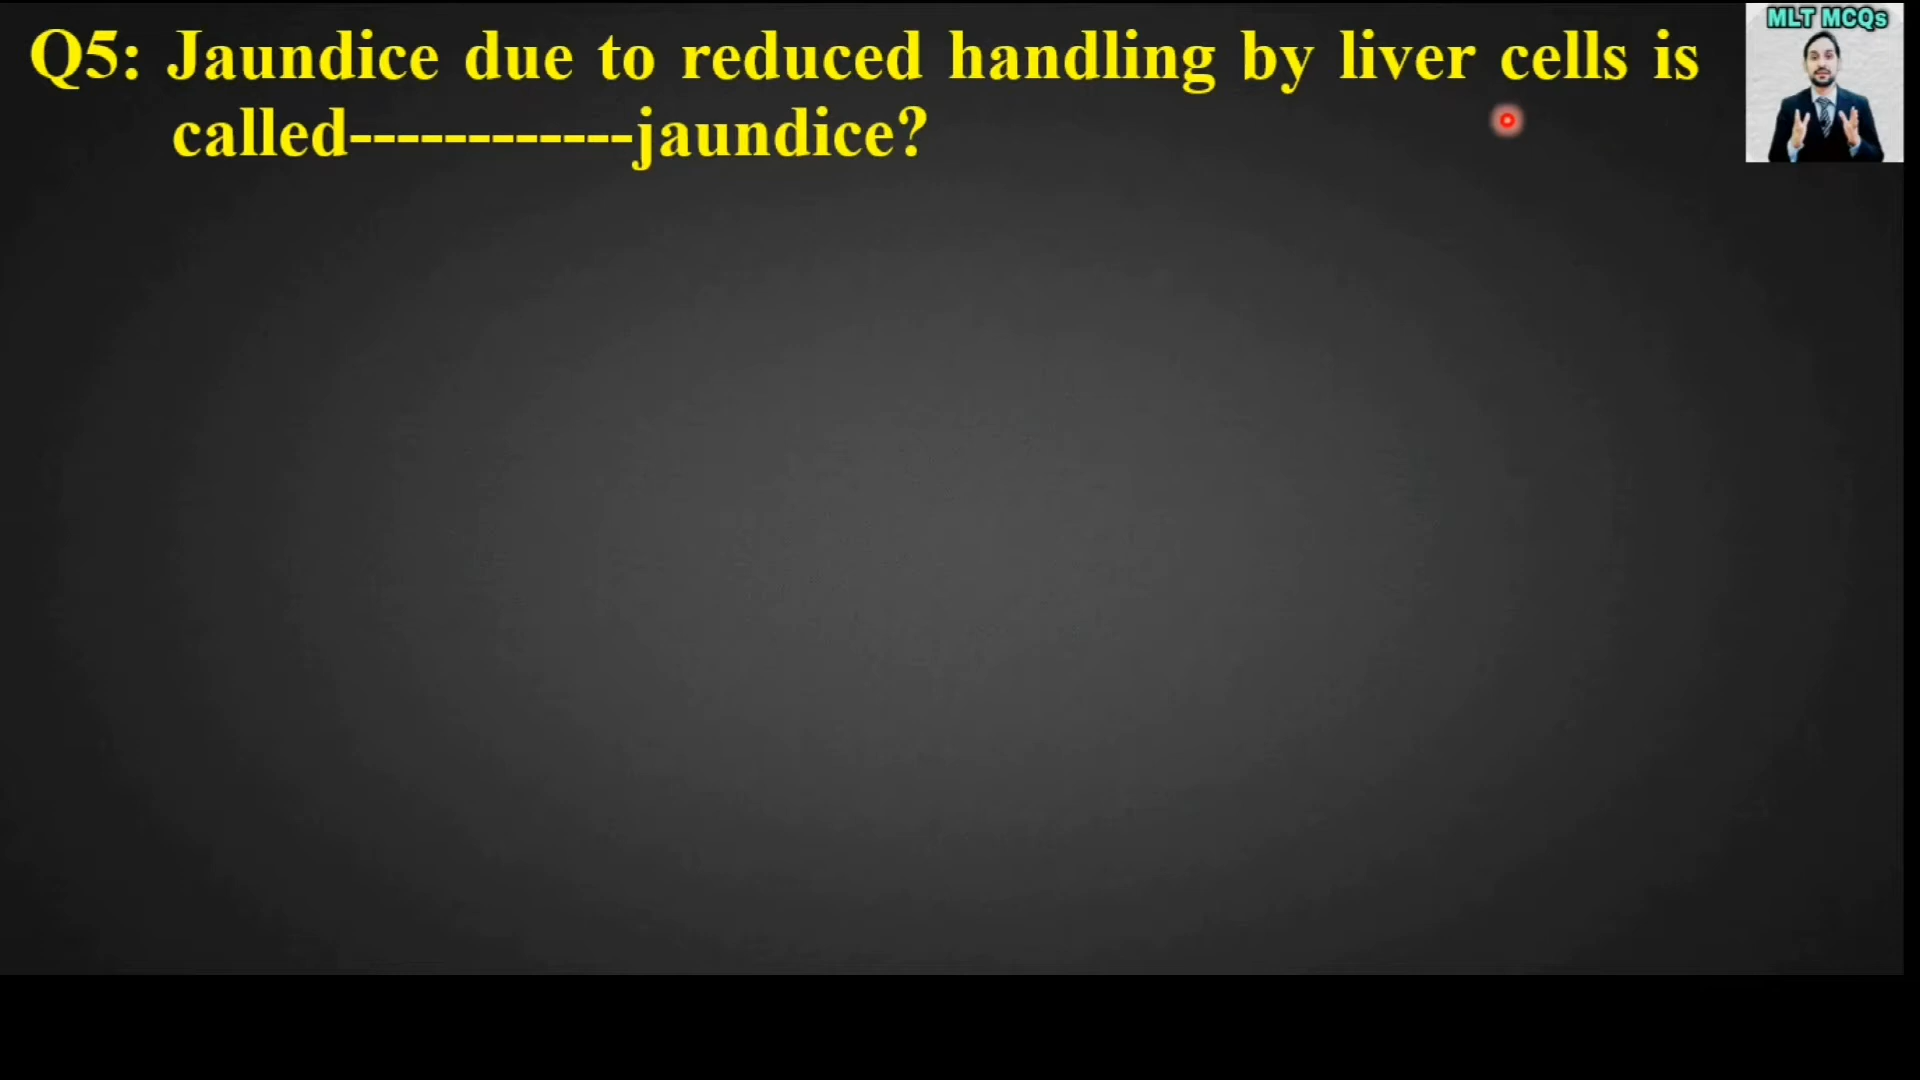 MLT MCQs
Q5: Jaundice due to reduced handling by liver cells is
called------------jaundice?